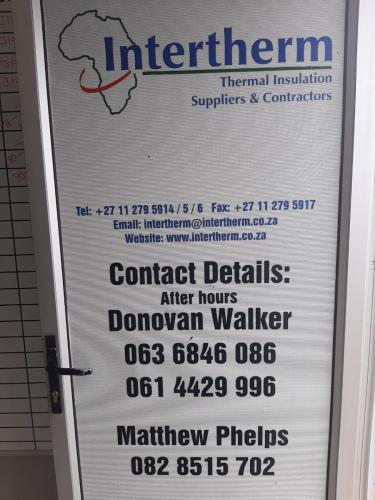 Intertherm
Thermal Insulation
Suppliers & Contractors
Tel: +27 11 279 5914 / 5 / 6 Fax: +27 11 279 5917
Email: intertherm@intertherm.co.za
Website: www.intertherm.co.za
Contact Details:
After hours
Donovan Walker
063 6846 086
061 4429 996
Matthew Phelps
082 8515 702